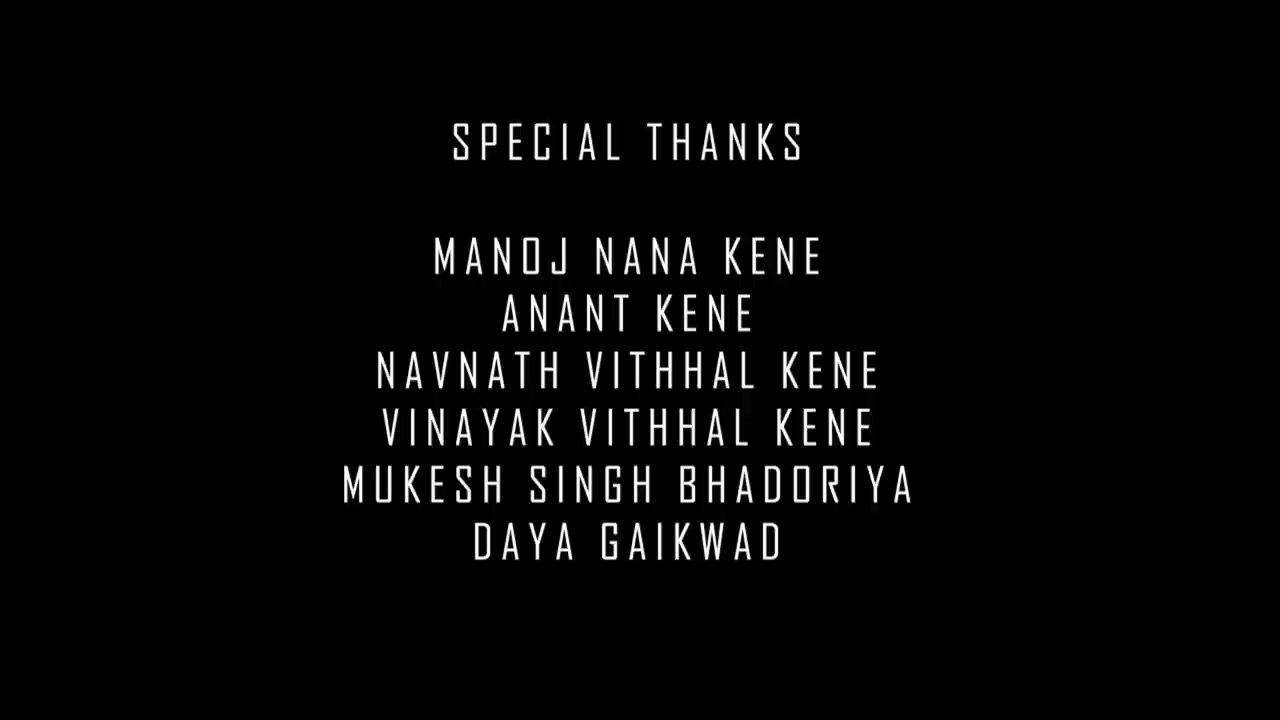 SPECIAL THANKS
MANOJ NANA KENE
ANANT KENE
NAVNATH VITHHAL KENE
VINAYAK VITHHAL KENE
MUKESH SINGH BHADORIYA
DAYA GAIKWAD